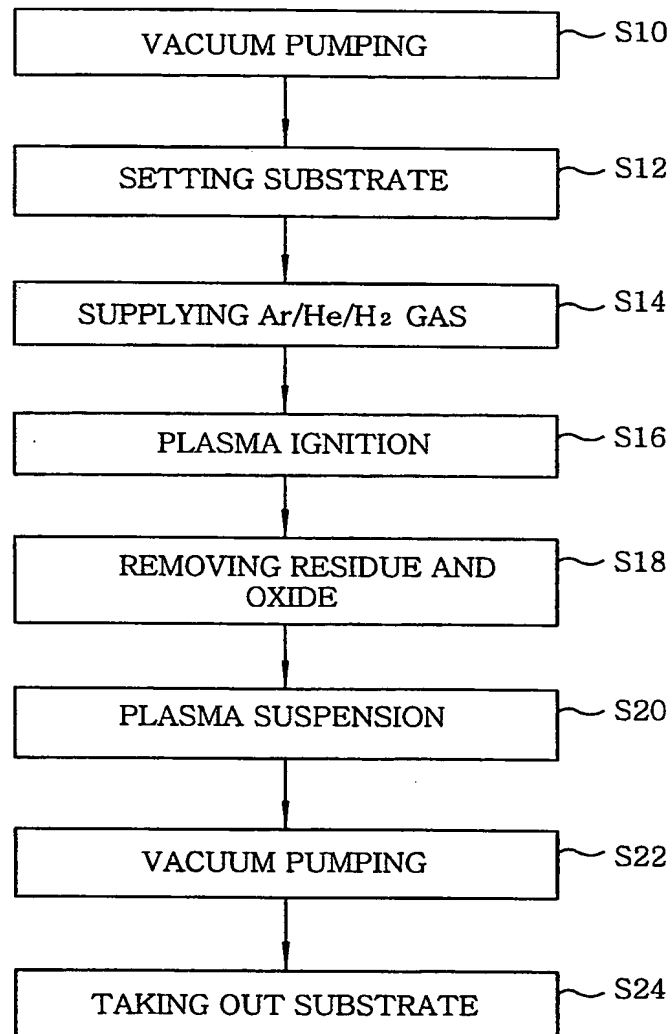 VACUUM PUMPING S10
SETTING SUBSTRATE S12
SUPPLYING Ar/He/H₂ GAS S14
PLASMA IGNITION S16
REMOVING RESIDUE AND S18
OXIDE
PLASMA SUSPENSION S20
VACUUM PUMPING S22
TAKING OUT SUBSTRATE S24